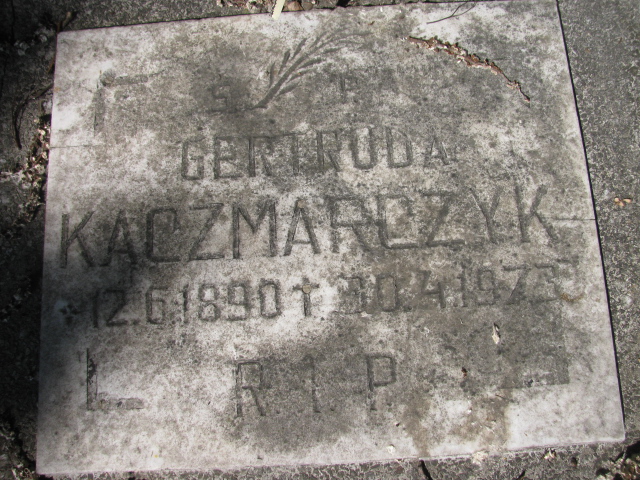 Ś P
GERTRUDA
KACZMARCZYK
* 12.6.1890 † 30.4.1973
R. I. P.